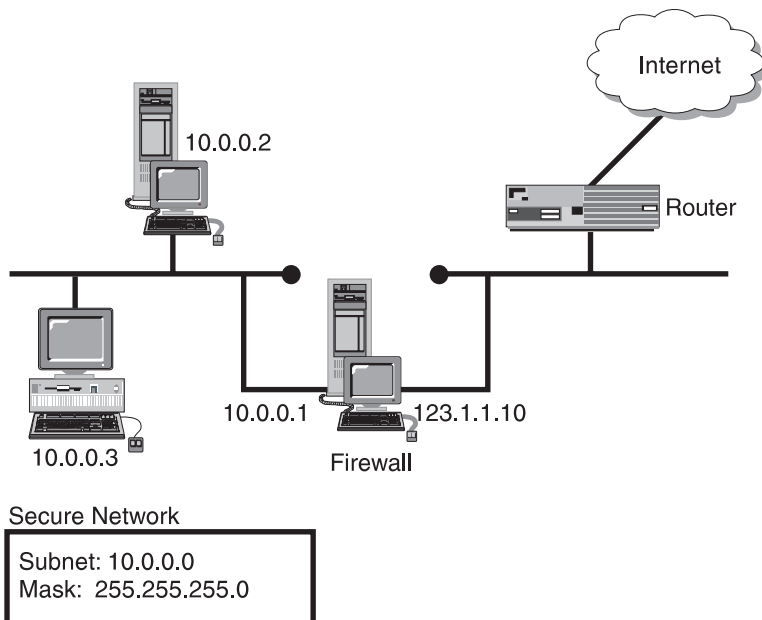 Internet
10.0.0.2
Router
10.0.0.1
123.1.1.10
10.0.0.3
Firewall
Secure Network
Subnet: 10.0.0.0
Mask: 255.255.255.0